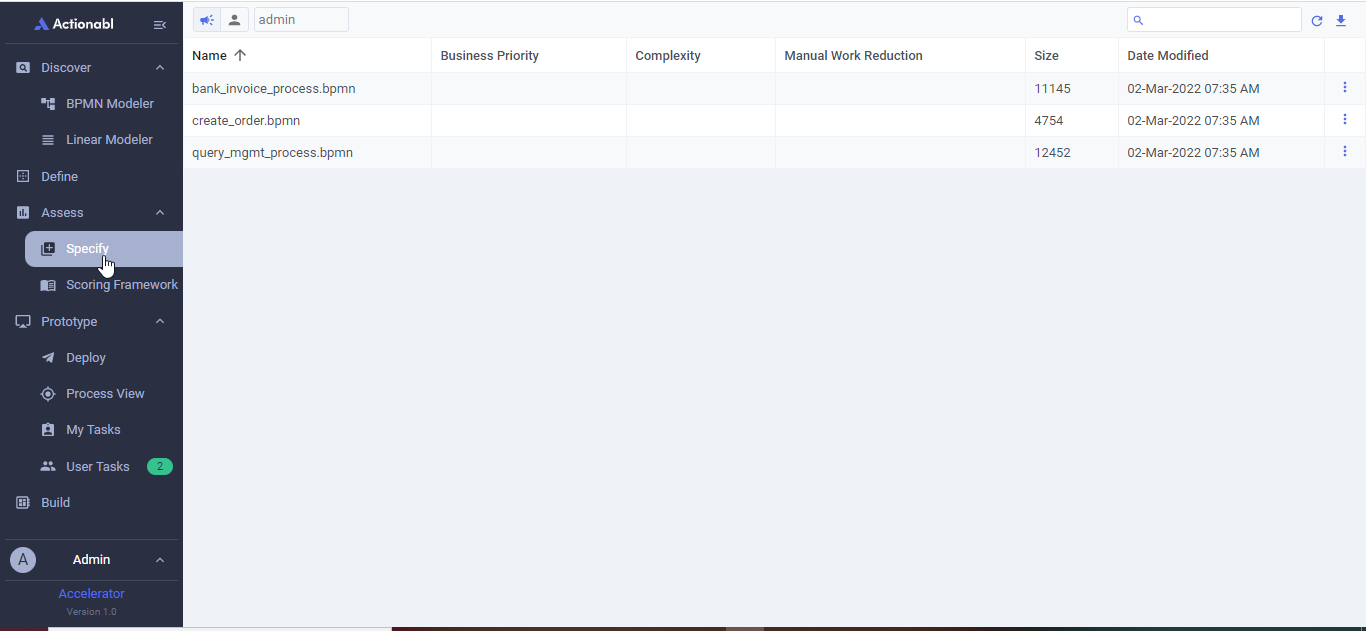 Actionabl
Discover
BPMN Modeler
Linear Modeler
Define
Assess
Specify
Scoring Framework
Prototype
Deploy
Process View
My Tasks
User Tasks 2
Build
A Admin
Accelerator
Version 1.0
admin
Name Business Priority Complexity Manual Work Reduction Size Date Modified
bank_invoice_process.bpmn 11145 02-Mar-2022 07:35 AM
create_order.bpmn 4754 02-Mar-2022 07:35 AM
query_mgmt_process.bpmn 12452 02-Mar-2022 07:35 AM